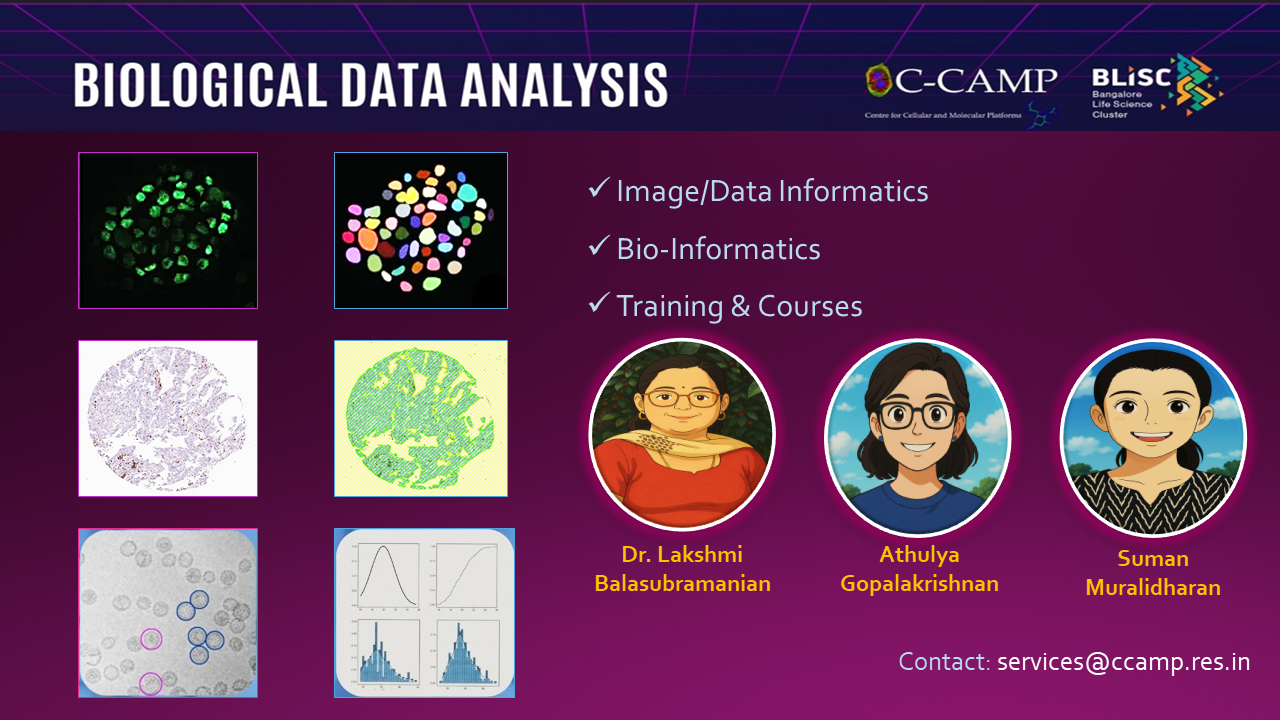 BIOLOGICAL DATA ANALYSIS
C-CAMP
Centre for Cellular and Molecular Platforms
BLiSC
Bangalore
Life Science
Cluster
✓ Image/Data Informatics
✓ Bio-Informatics
✓ Training & Courses
Dr. Lakshmi
Balasubramanian
Athulya
Gopalakrishnan
Suman
Muralidharan
Contact: services@ccamp.res.in